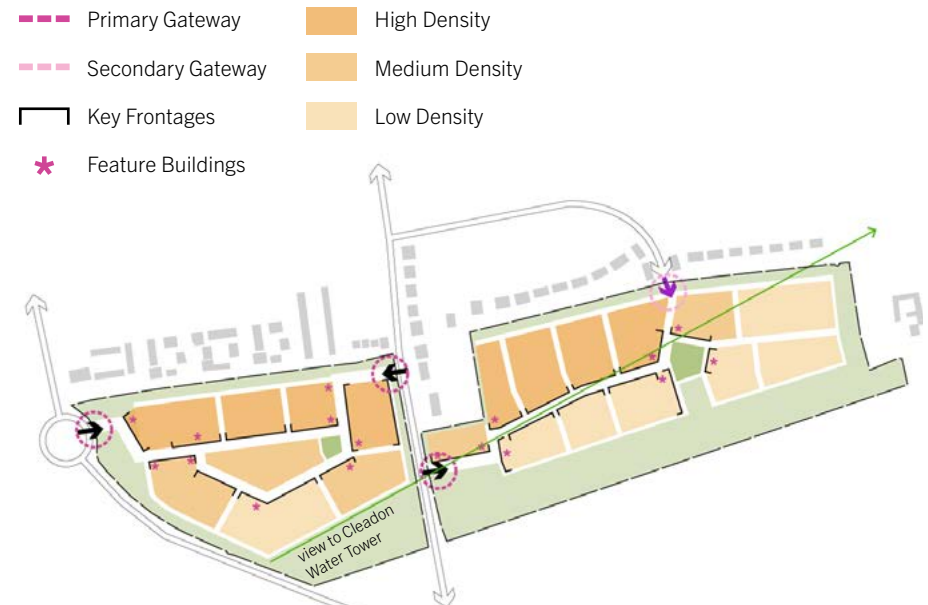 Primary Gateway
High Density
Secondary Gateway
Medium Density
Key Frontages
Low Density
Feature Buildings
view to Cleadon
Water Tower